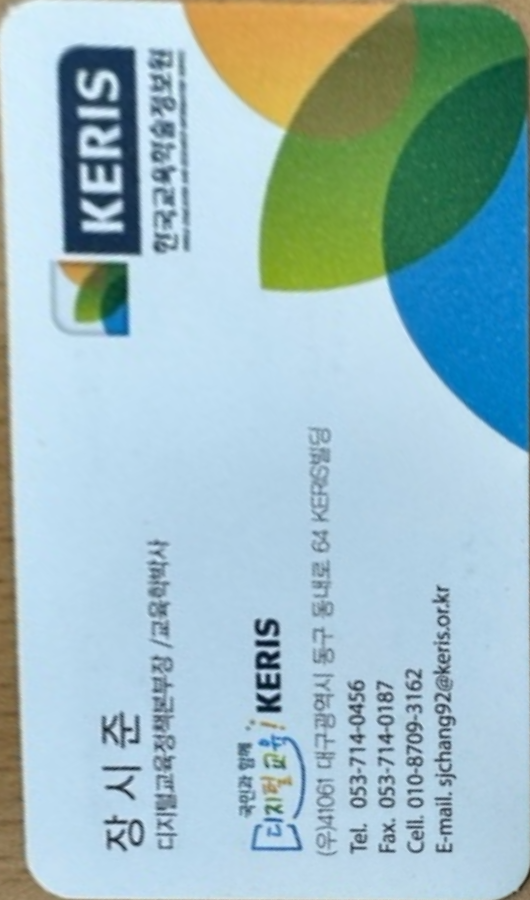 KERIS
한국교육학술정보원
장 시 준
디지털교육정책본부장 / 교육학박사
국민과 함께
디지털 교육! KERIS
(우)41061 대구광역시 동구 동내로 64 KERIS빌딩
Tel. 053-714-0456
Fax. 053-714-0187
Cell. 010-8709-3162
E-mail. sjchang92@keris.or.kr